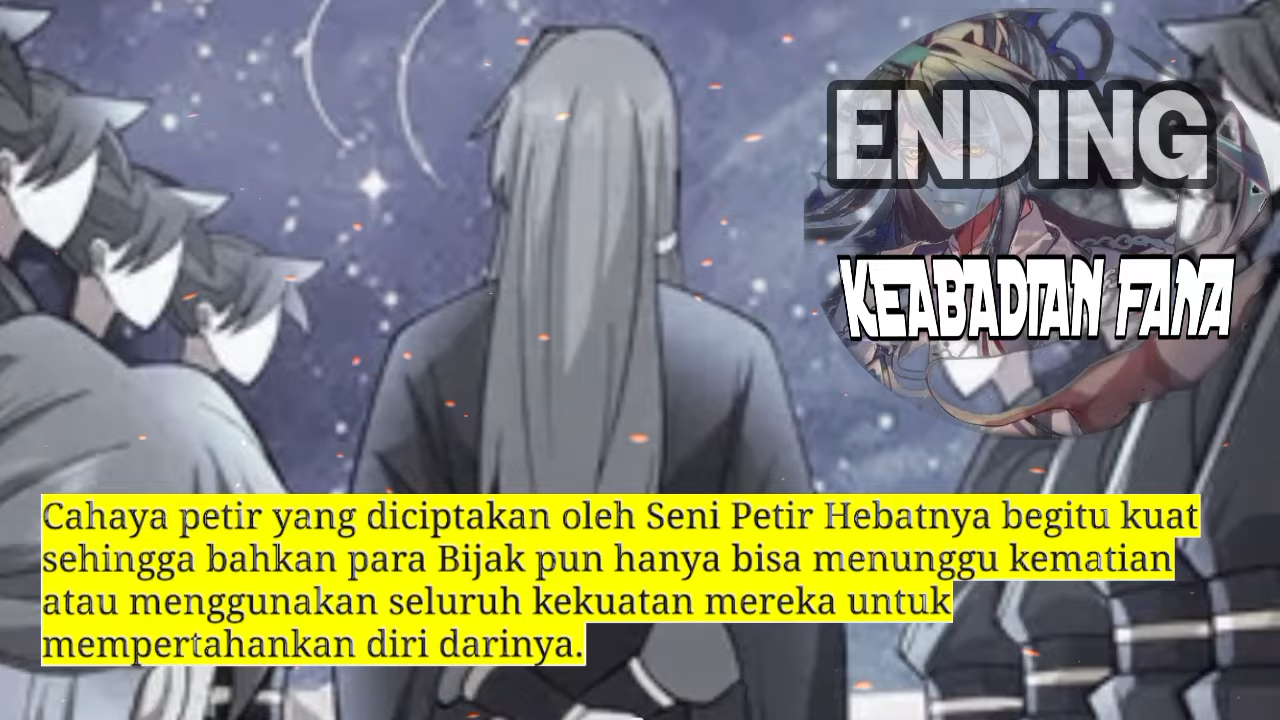 ENDING
KEABADIAN FANA
Cahaya petir yang diciptakan oleh Seni Petir Hebatnya begitu kuat
sehingga bahkan para Bijak pun hanya bisa menunggu kematian
atau menggunakan seluruh kekuatan mereka untuk
mempertahankan diri darinya.